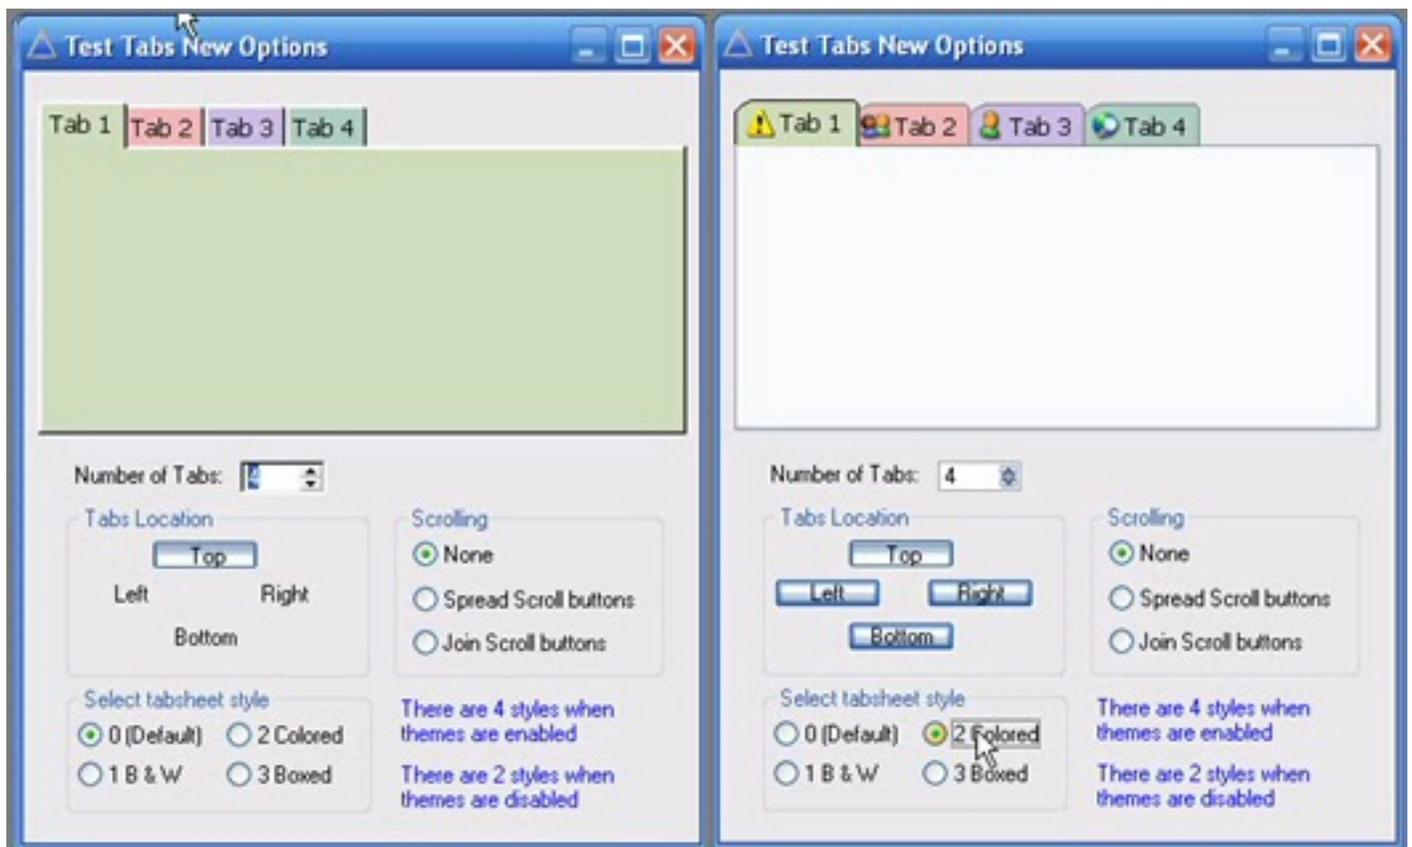 Test Tabs New Options
Tab 1 Tab 2 Tab 3 Tab 4
Number of Tabs: 4
Tabs Location
Top
Left Right
Bottom
Scrolling
None
Spread Scroll buttons
Join Scroll buttons
Select tabsheet style
0 (Default) 2 Colored
1 B & W 3 Boxed
There are 4 styles when
themes are enabled
There are 2 styles when
themes are disabled
Test Tabs New Options
Tab 1 Tab 2 Tab 3 Tab 4
Number of Tabs: 4
Tabs Location
Top
Left Right
Bottom
Scrolling
None
Spread Scroll buttons
Join Scroll buttons
Select tabsheet style
0 (Default) 2 Colored
1 B & W 3 Boxed
There are 4 styles when
themes are enabled
There are 2 styles when
themes are disabled